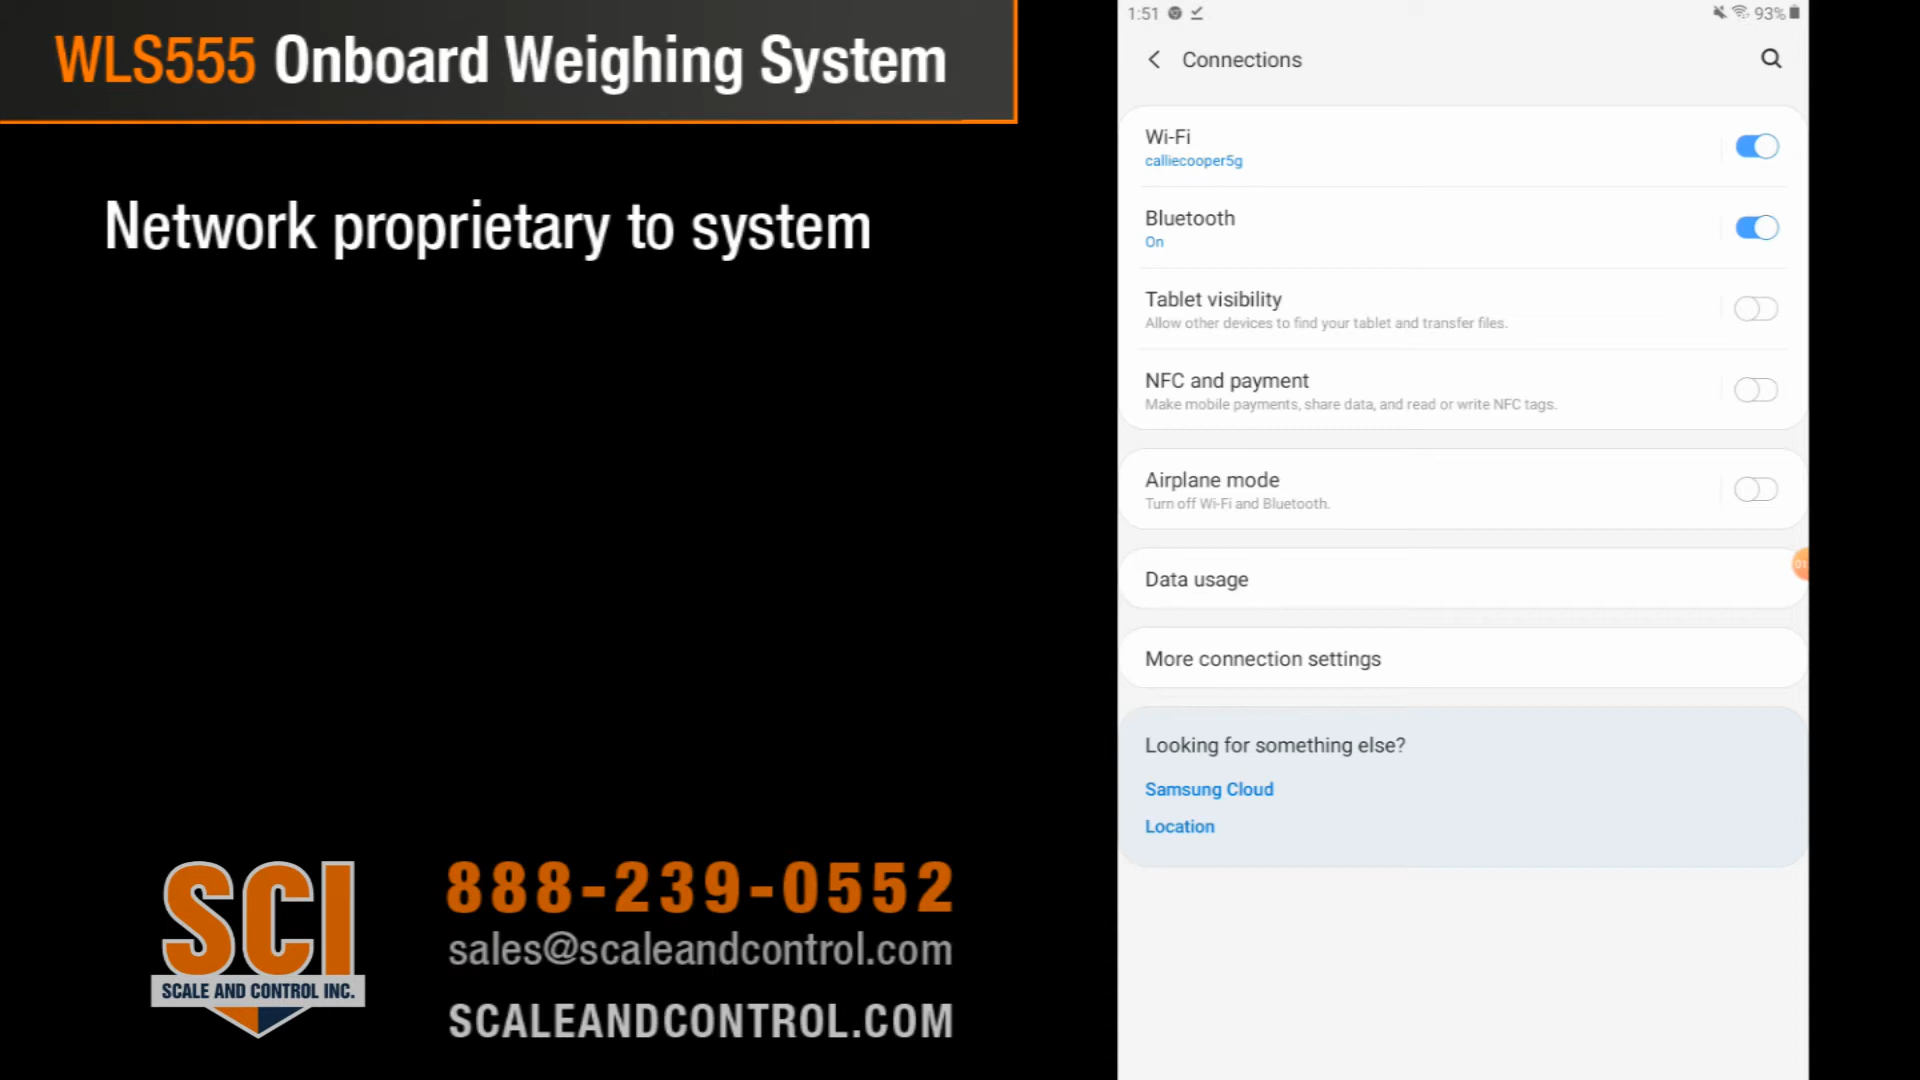 WLS555 Onboard Weighing System
Network proprietary to system
SCI
SCALE AND CONTROL INC.
888-239-0552
sales@scaleandcontrol.com
SCALEANDCONTROL.COM
1:51
93%
Connections
Wi-Fi
calliecooper5g
Bluetooth
On
Tablet visibility
Allow other devices to find your tablet and transfer files.
NFC and payment
Make mobile payments, share data, and read or write NFC tags.
Airplane mode
Turn off Wi-Fi and Bluetooth.
Data usage
More connection settings
Looking for something else?
Samsung Cloud
Location